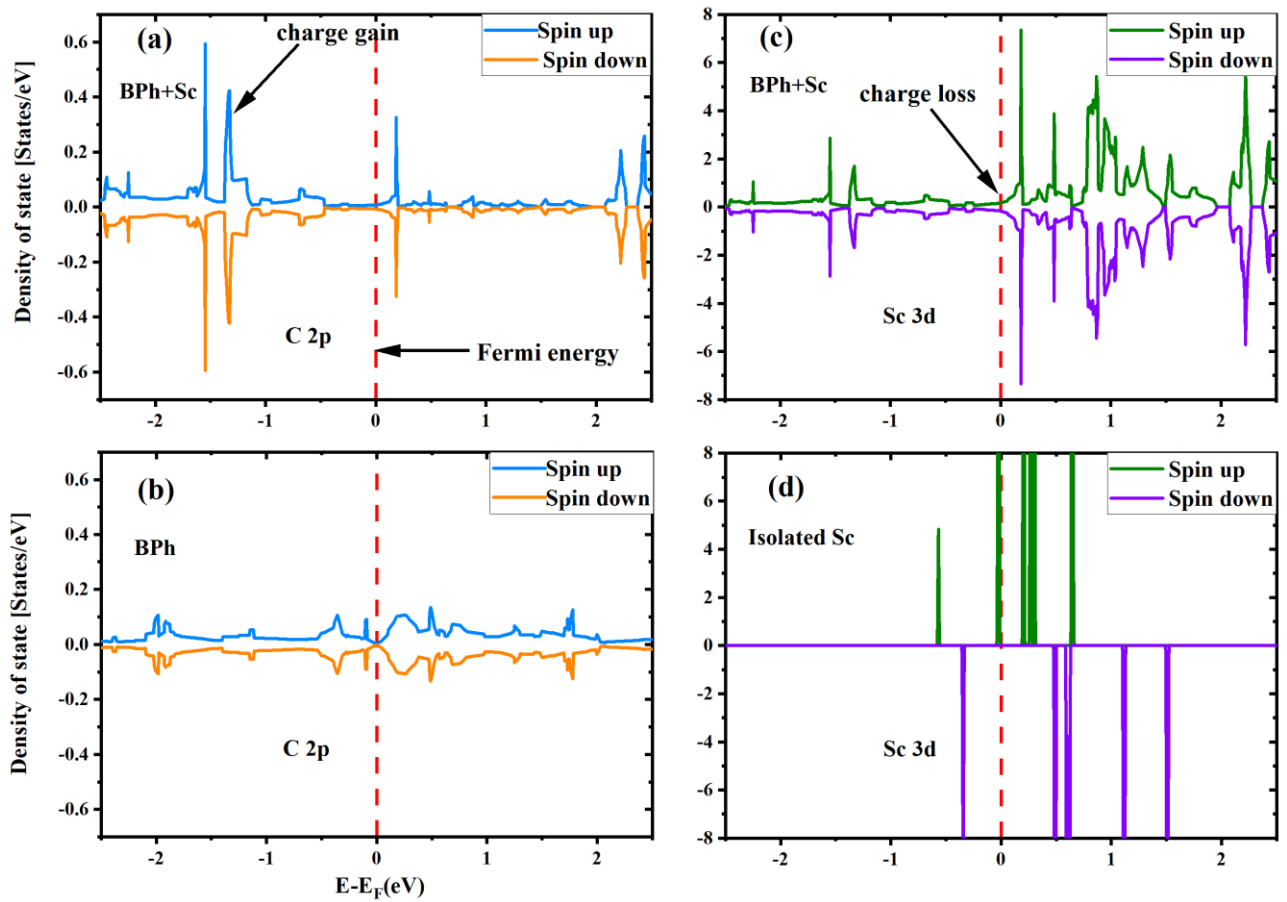 (a)
charge gain
Spin up
Spin down
BPh+Sc
C 2p
Fermi energy
0.6
0.4
0.2
0.0
-0.2
-0.4
-0.6
Density of state [States/eV]
-2
-1
0
1
2
(c)
Spin up
Spin down
BPh+Sc
charge loss
Sc 3d
8
6
4
2
0
-2
-4
-6
-8
-2
-1
0
1
2
(b)
Spin up
Spin down
BPh
C 2p
0.6
0.4
0.2
0.0
-0.2
-0.4
-0.6
Density of state [States/eV]
-2
-1
0
1
2
E-EF(eV)
(d)
Spin up
Spin down
Isolated Sc
Sc 3d
8
6
4
2
0
-2
-4
-6
-8
-2
-1
0
1
2